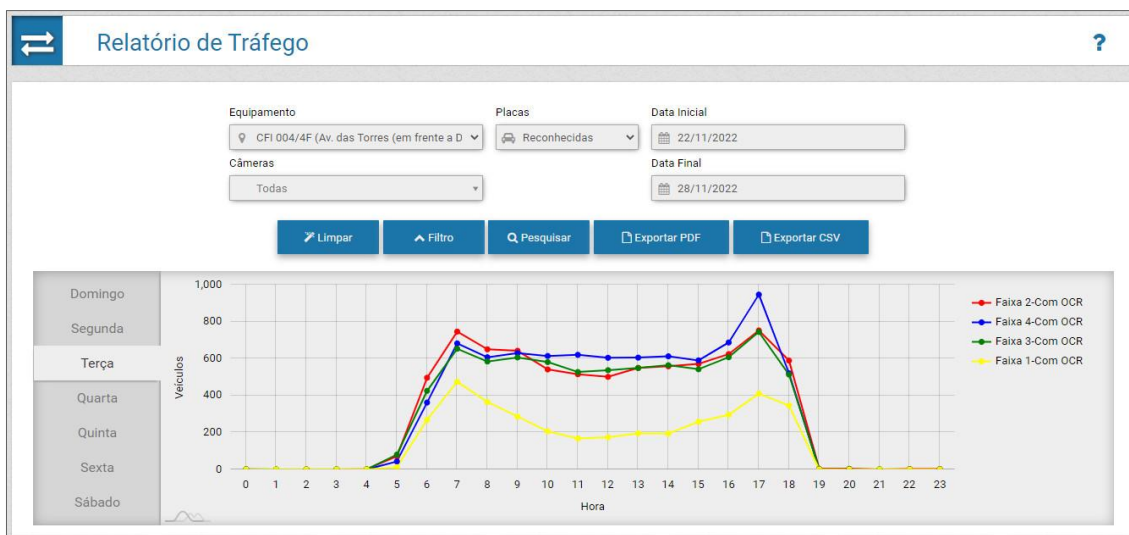 Relatório de Tráfego ?
Equipamento Placas Data Inicial
CFI 004/4F (Av. das Torres (em frente a D Reconhecidas 22/11/2022
Câmeras Data Final
Todas 28/11/2022
Limpar Filtro Pesquisar Exportar PDF Exportar CSV
Domingo
Segunda
Terça
Quarta
Quinta
Sexta
Sábado
Veículos
1,000
800
600
400
200
0
0 1 2 3 4 5 6 7 8 9 10 11 12 13 14 15 16 17 18 19 20 21 22 23
Hora
Faixa 2-Com OCR
Faixa 4-Com OCR
Faixa 3-Com OCR
Faixa 1-Com OCR